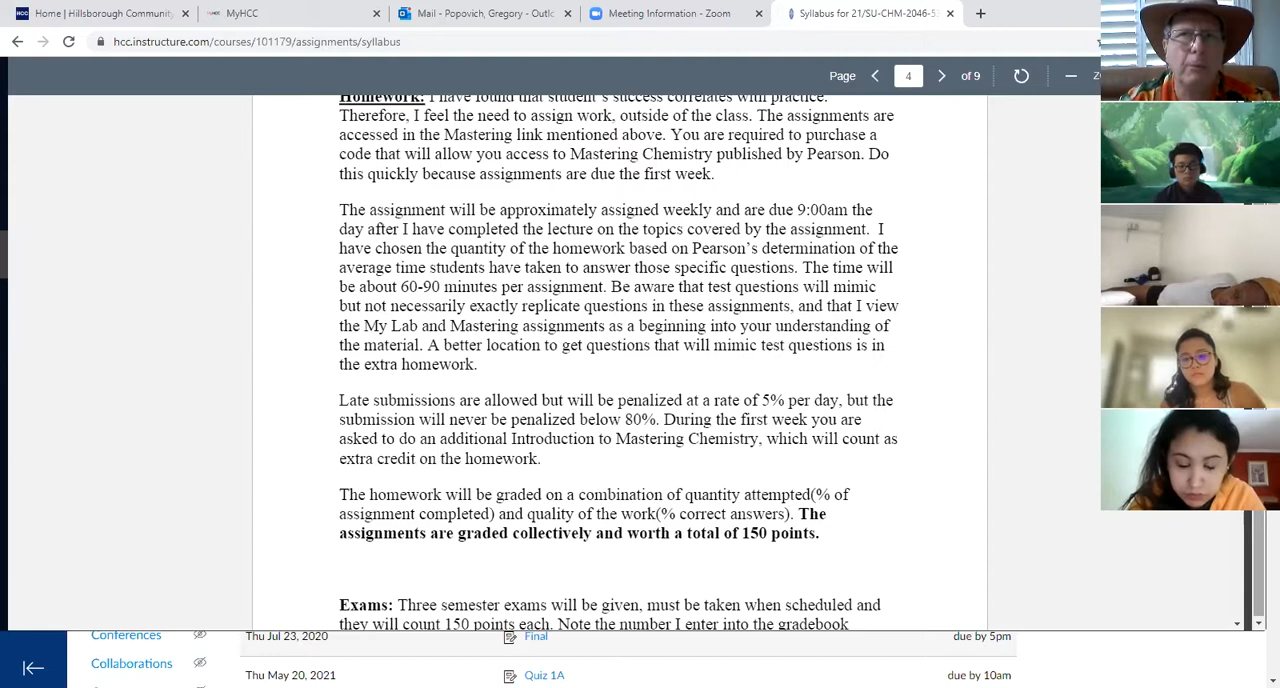 Home | Hillsborough Community
MyHCC
Mail - Popovich, Gregory - Outlo
Meeting Information - Zoom
Syllabus for 21/SU-CHM-2046-5
hcc.instructure.com/courses/101179/assignments/syllabus
Page 4 of 9
Homework: I have found that student's success correlates with practice.
Therefore, I feel the need to assign work, outside of the class. The assignments are
accessed in the Mastering link mentioned above. You are required to purchase a
code that will allow you access to Mastering Chemistry published by Pearson. Do
this quickly because assignments are due the first week.
The assignment will be approximately assigned weekly and are due 9:00am the
day after I have completed the lecture on the topics covered by the assignment. I
have chosen the quantity of the homework based on Pearson's determination of the
average time students have taken to answer those specific questions. The time will
be about 60-90 minutes per assignment. Be aware that test questions will mimic
but not necessarily exactly replicate questions in these assignments, and that I view
the My Lab and Mastering assignments as a beginning into your understanding of
the material. A better location to get questions that will mimic test questions is in
the extra homework.
Late submissions are allowed but will be penalized at a rate of 5% per day, but the
submission will never be penalized below 80%. During the first week you are
asked to do an additional Introduction to Mastering Chemistry, which will count as
extra credit on the homework.
The homework will be graded on a combination of quantity attempted(% of
assignment completed) and quality of the work(% correct answers). The
assignments are graded collectively and worth a total of 150 points.
Exams: Three semester exams will be given, must be taken when scheduled and
they will count 150 points each. Note the number I enter into the gradebook
Conferences
Thu Jul 23, 2020
Final
due by 5pm
Collaborations
Thu May 20, 2021
Quiz 1A
due by 10am